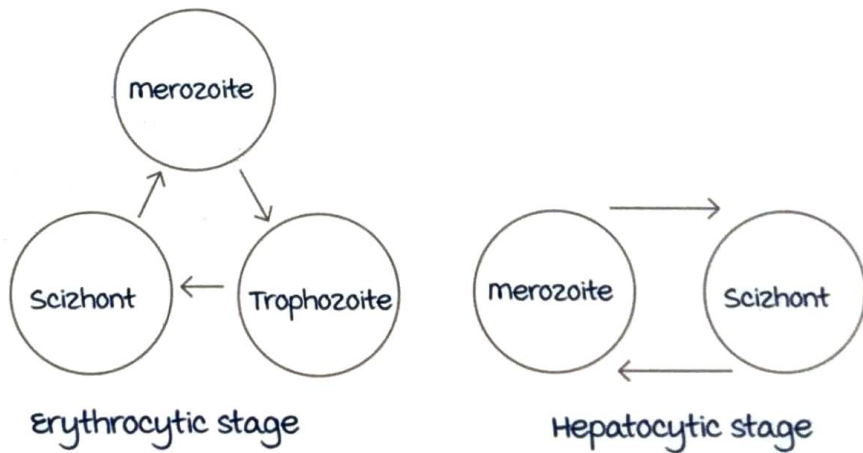 merozoite
Scizhont
Trophozoite
Erythrocytic stage
merozoite
Scizhont
Hepatocytic stage